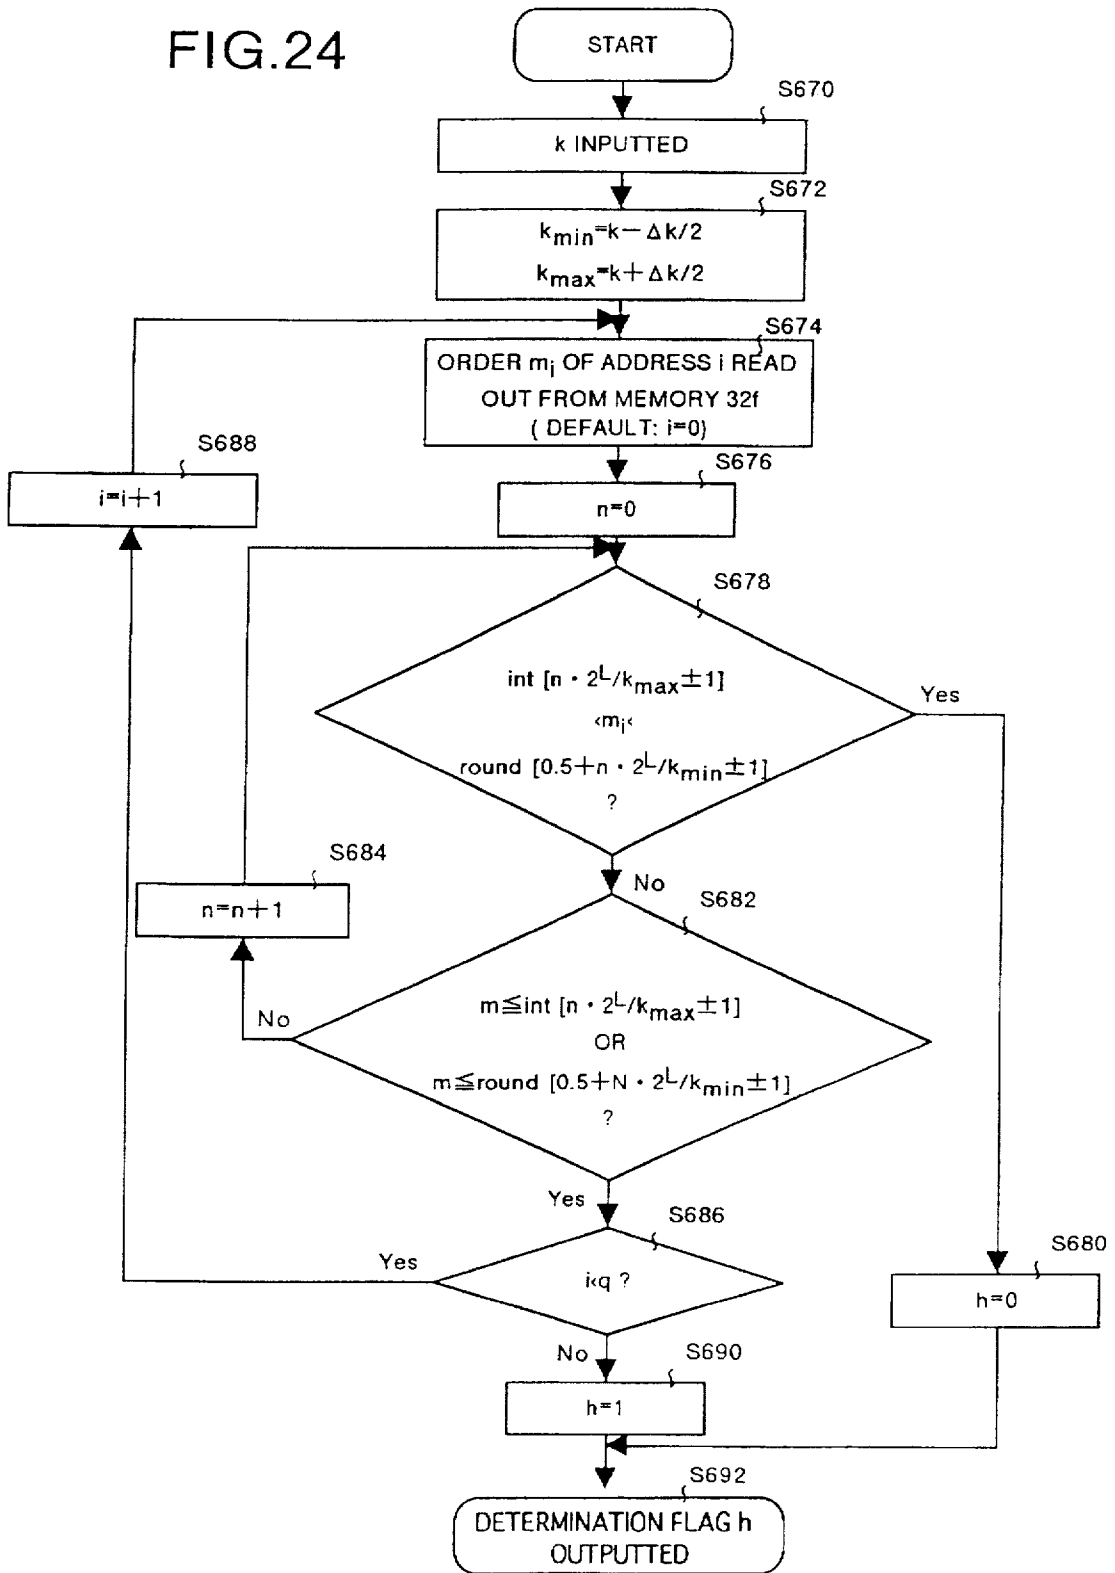 FIG.24
START
S670
k INPUTTED
S672
kmin=k−Δk/2
kmax=k+Δk/2
S674
ORDER mi OF ADDRESS i READ
OUT FROM MEMORY 32f
( DEFAULT: i=0)
S688
i=i+1
S676
n=0
S678
int [n・2L/kmax±1]
<mi<
round [0.5+n・2L/kmin±1]
?
Yes
No
S684
n=n+1
S682
m≦int [n・2L/kmax±1]
OR
m≦round [0.5+N・2L/kmin±1]
?
No
Yes
S686
i<q ?
Yes
No
S680
h=0
S690
h=1
S692
DETERMINATION FLAG h
OUTPUTTED